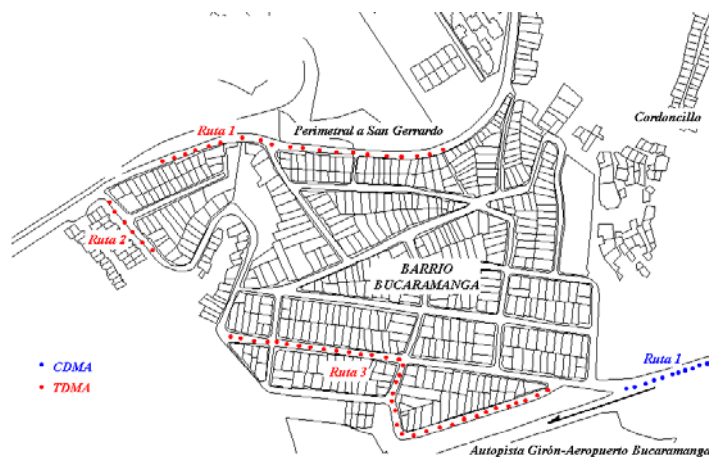 Ruta 1
Perimetral a San Gerrardo
Cordoncillo
Ruta 2
BARRIO
BUCARAMANGA
Ruta 1
CDMA
Ruta 3
TDMA
Autopista Girón-Aeropuerto Bucaramanga